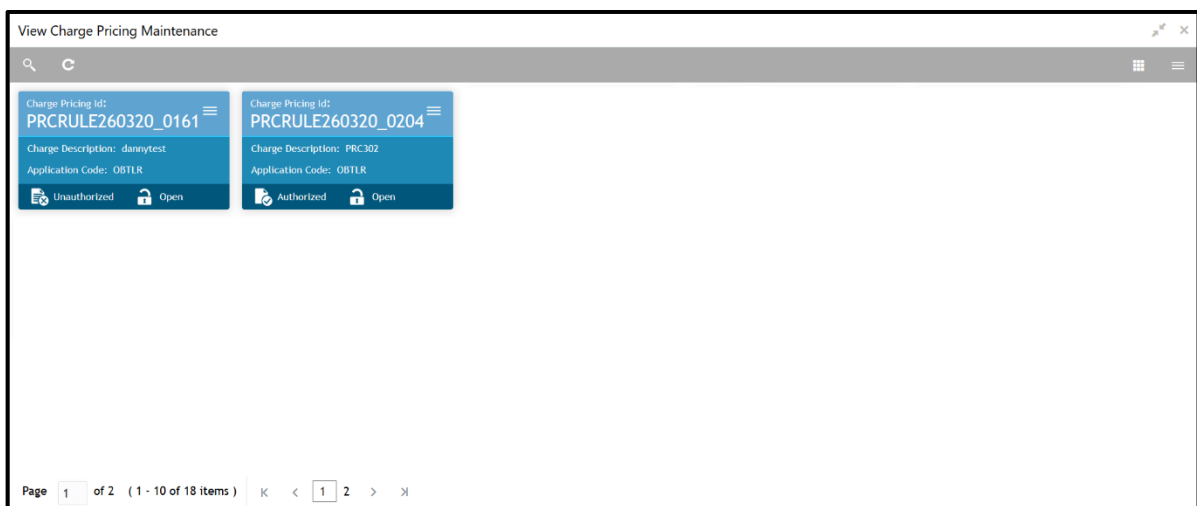 View Charge Pricing Maintenance
Charge Pricing Id:
PRCRULE260320_0161
Charge Description: dannytest
Application Code: OBTLR
Unauthorized Open
Charge Pricing Id:
PRCRULE260320_0204
Charge Description: PRC302
Application Code: OBTLR
Authorized Open
Page 1 of 2 ( 1 - 10 of 18 items ) 1 2